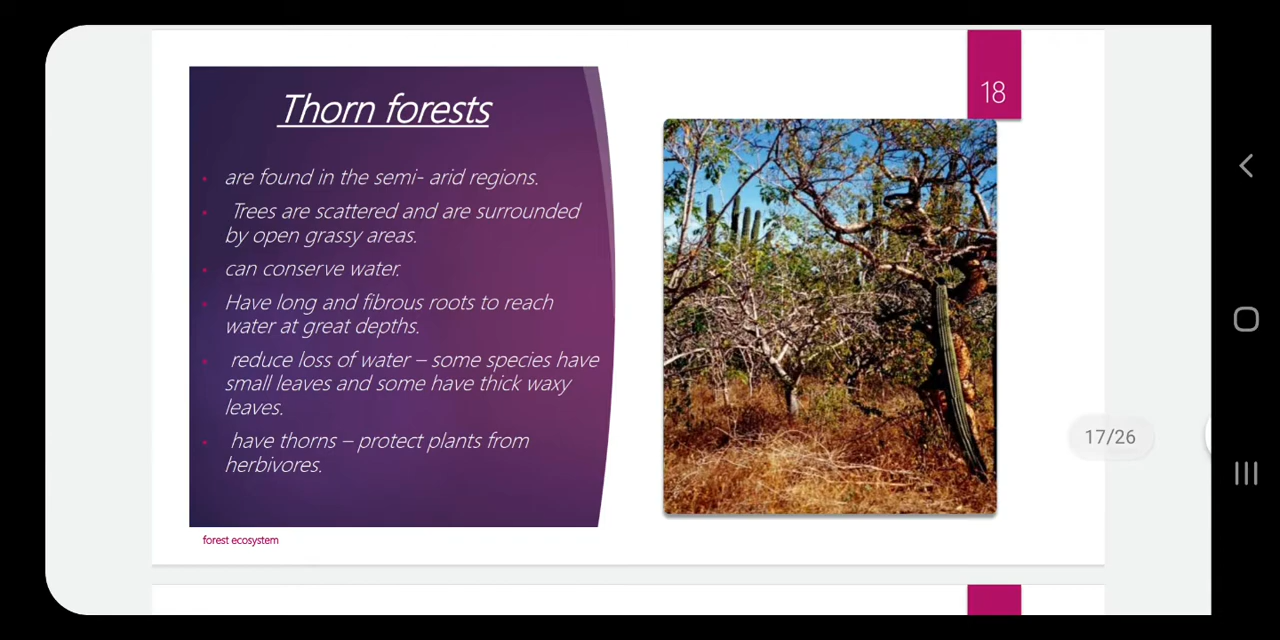 18
Thorn forests
are found in the semi- arid regions.
Trees are scattered and are surrounded
by open grassy areas.
can conserve water.
Have long and fibrous roots to reach
water at great depths.
reduce loss of water – some species have
small leaves and some have thick waxy
leaves.
have thorns – protect plants from
herbivores.
17/26
forest ecosystem